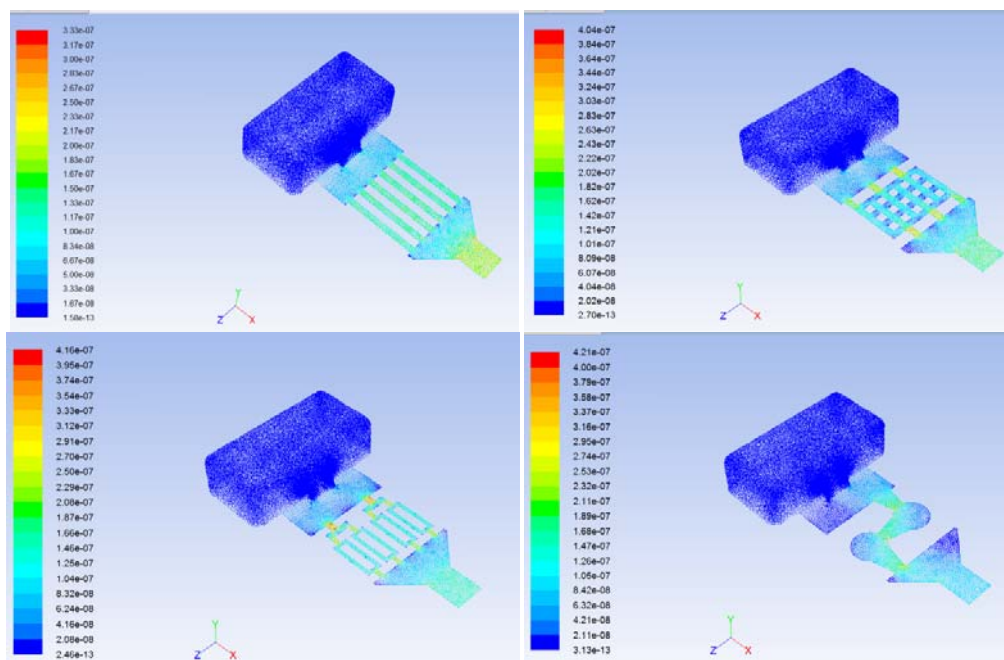 3.33e-07
3.17e-07
3.00e-07
2.83e-07
2.67e-07
2.50e-07
2.33e-07
2.17e-07
2.00e-07
1.83e-07
1.67e-07
1.50e-07
1.33e-07
1.17e-07
1.00e-07
8.34e-08
6.67e-08
5.00e-08
3.33e-08
1.67e-08
1.50e-13
Y
Z
X
4.04e-07
3.84e-07
3.64e-07
3.44e-07
3.24e-07
3.03e-07
2.83e-07
2.63e-07
2.43e-07
2.22e-07
2.02e-07
1.82e-07
1.62e-07
1.42e-07
1.21e-07
1.01e-07
8.09e-08
6.07e-08
4.04e-08
2.02e-08
2.70e-13
Y
Z
X
4.16e-07
3.95e-07
3.74e-07
3.54e-07
3.33e-07
3.12e-07
2.91e-07
2.70e-07
2.50e-07
2.29e-07
2.08e-07
1.87e-07
1.66e-07
1.46e-07
1.25e-07
1.04e-07
8.32e-08
6.24e-08
4.16e-08
2.08e-08
2.46e-13
Y
Z
X
4.21e-07
4.00e-07
3.79e-07
3.58e-07
3.37e-07
3.16e-07
2.95e-07
2.74e-07
2.53e-07
2.32e-07
2.11e-07
1.89e-07
1.68e-07
1.47e-07
1.26e-07
1.05e-07
8.42e-08
6.32e-08
4.21e-08
2.11e-08
3.13e-13
Y
Z
X